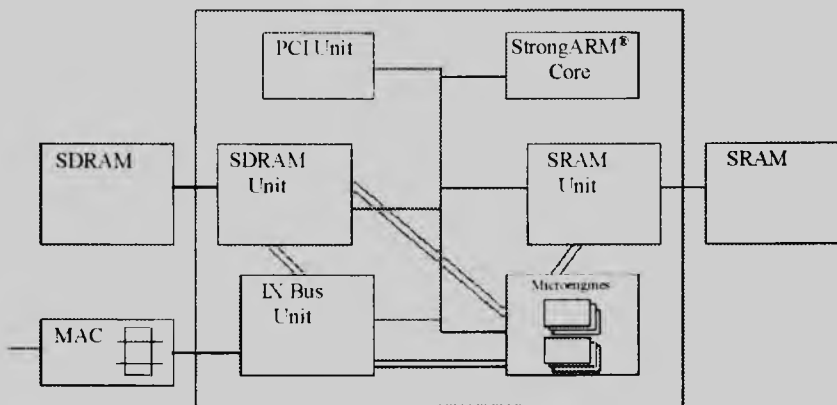 PCI Unit
StrongARM®
Core
SDRAM
SDRAM
Unit
SRAM
Unit
SRAM
IX Bus
Unit
Microengines
MAC